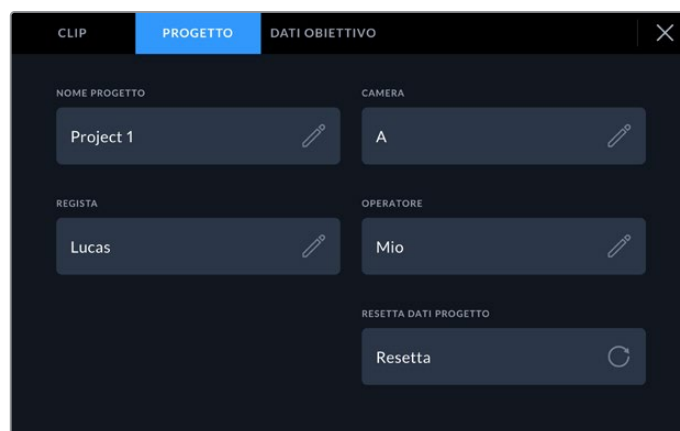 CLIP PROGETTO DATI OBIETTIVO
NOME PROGETTO CAMERA
Project 1 A
REGISTA OPERATORE
Lucas Mio
RESETTA DATI PROGETTO
Resetta